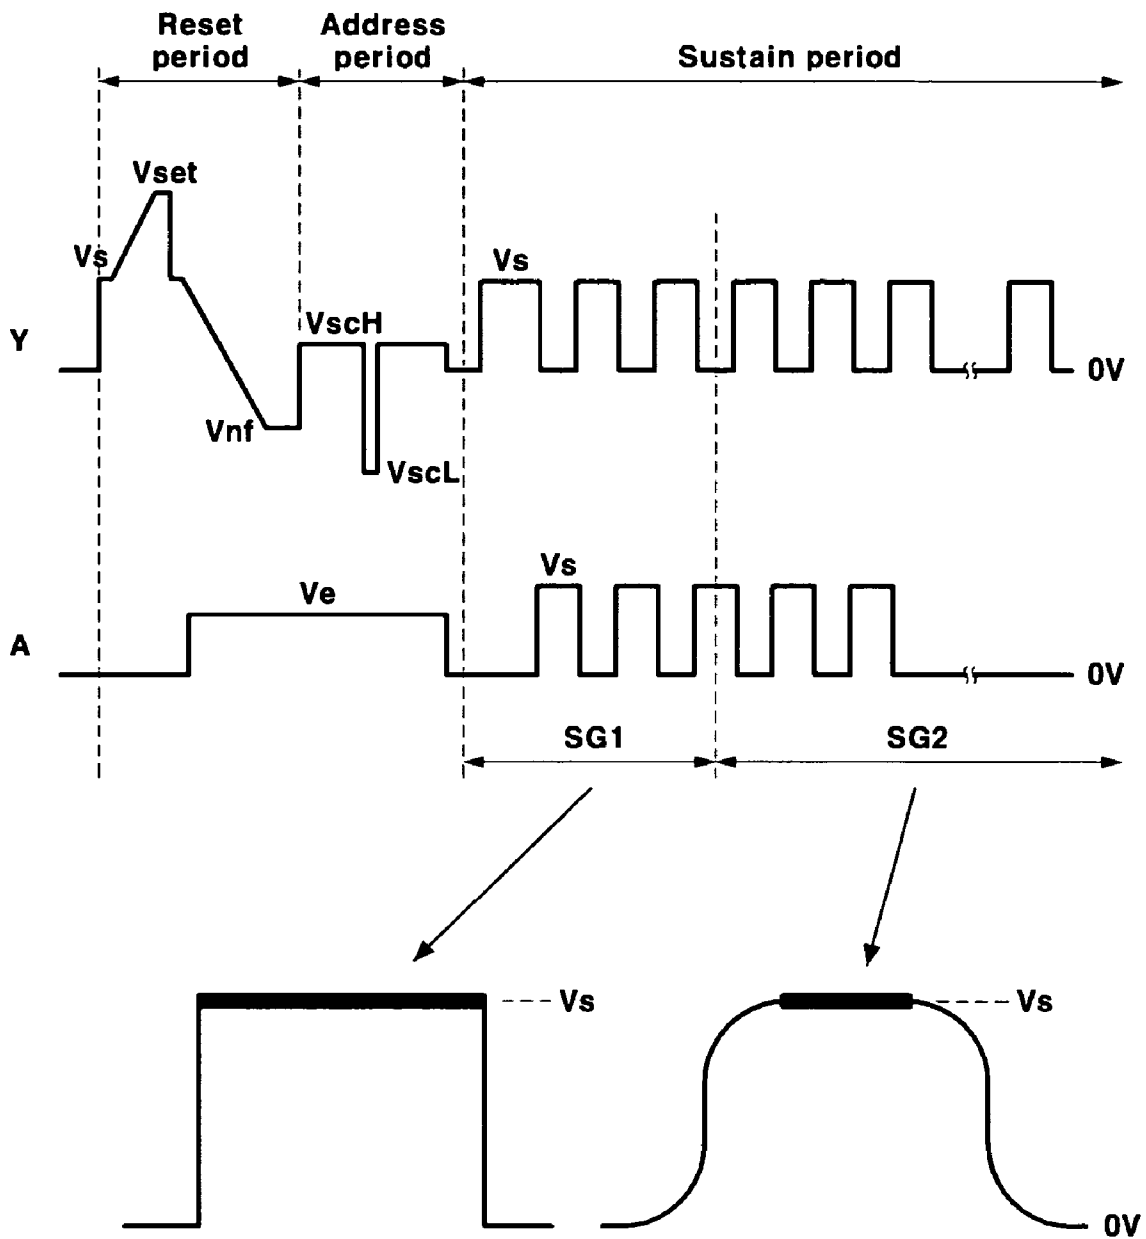 Reset period
Address period
Sustain period
Vset
Vs
Vs
VscH
Y
0V
Vnf
VscL
Vs
Ve
A
0V
SG1
SG2
Vs
Vs
0V